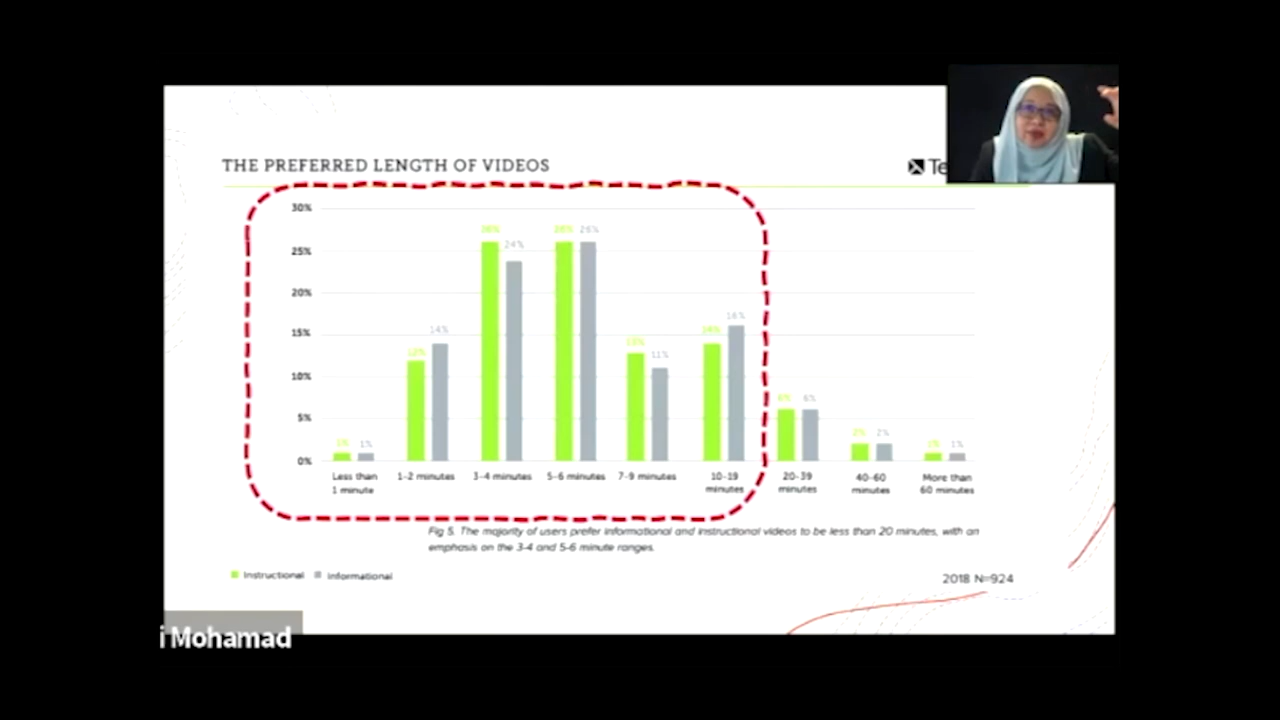 THE PREFERRED LENGTH OF VIDEOS
Te
30%
25%
20%
15%
10%
5%
0%
1%
1%
12%
14%
26%
24%
26%
26%
13%
11%
14%
16%
6%
6%
2%
2%
1%
1%
Less than
1 minute
1-2 minutes
3-4 minutes
5-6 minutes
7-9 minutes
10-19
minutes
20-39
minutes
40-60
minutes
More than
60 minutes
Fig 5. The majority of users prefer informational and instructional videos to be less than 20 minutes, with an
emphasis on the 3-4 and 5-6 minute ranges.
Instructional
Informational
2018 N=924
i Mohamad